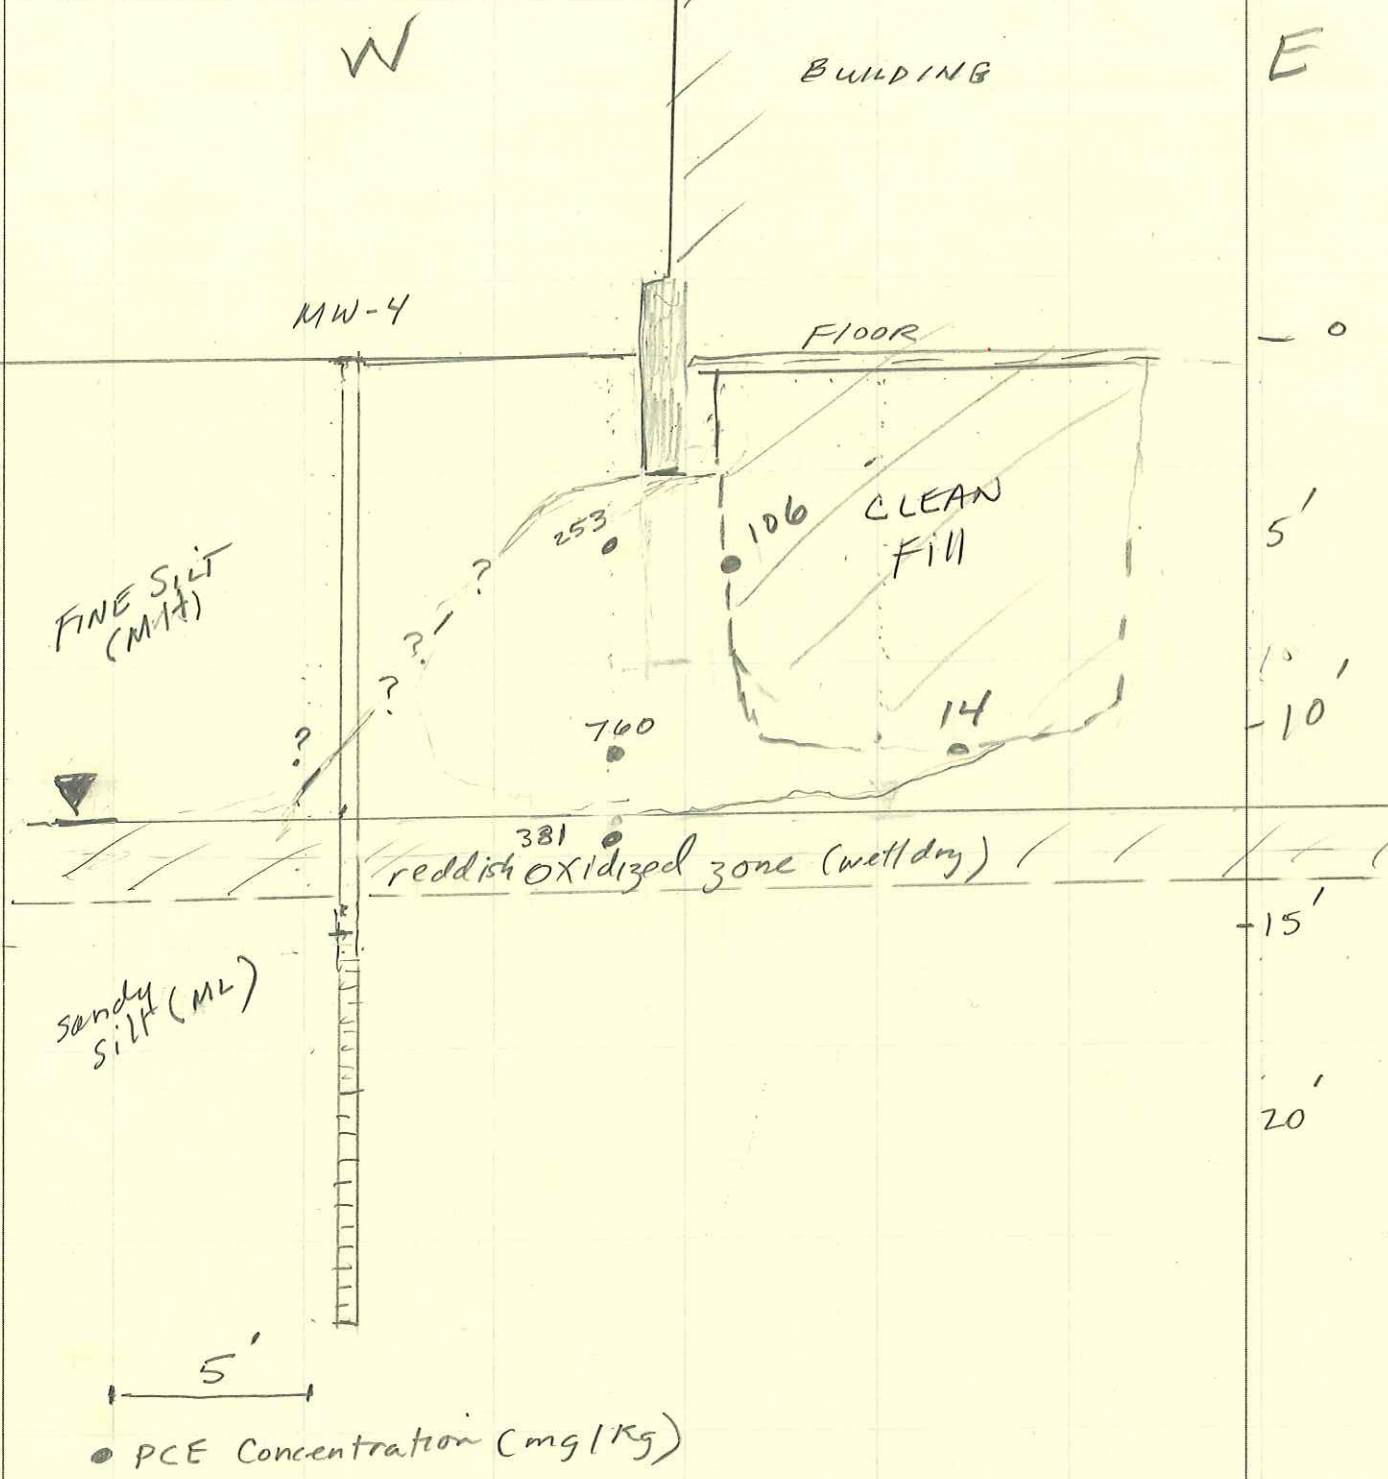 W
BUILDING
E
MW-4
FLOOR
0
253
106
CLEAN
Fill
5'
FINE SILT
(MH)
?
?
?
?
760
14
10'
381
reddish oxidized zone (wet/dry)
15'
sandy
silt (ML)
20'
5'
PCE Concentration (mg/Kg)